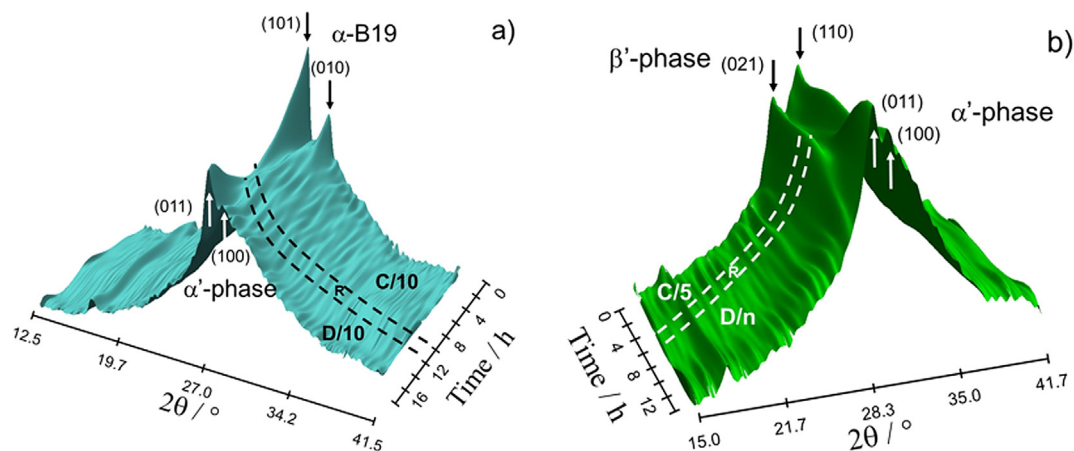 a)
(101)
α-B19
(010)
(011)
(100)
α'-phase
C/10
R
D/10
0
4
8
12
16
Time / h
12.5
19.7
27.0
34.2
41.5
2θ / °
b)
(110)
β'-phase
(021)
(011)
α'-phase
(100)
C/5
R
D/n
0
4
8
12
Time / h
15.0
21.7
28.3
35.0
41.7
2θ / °